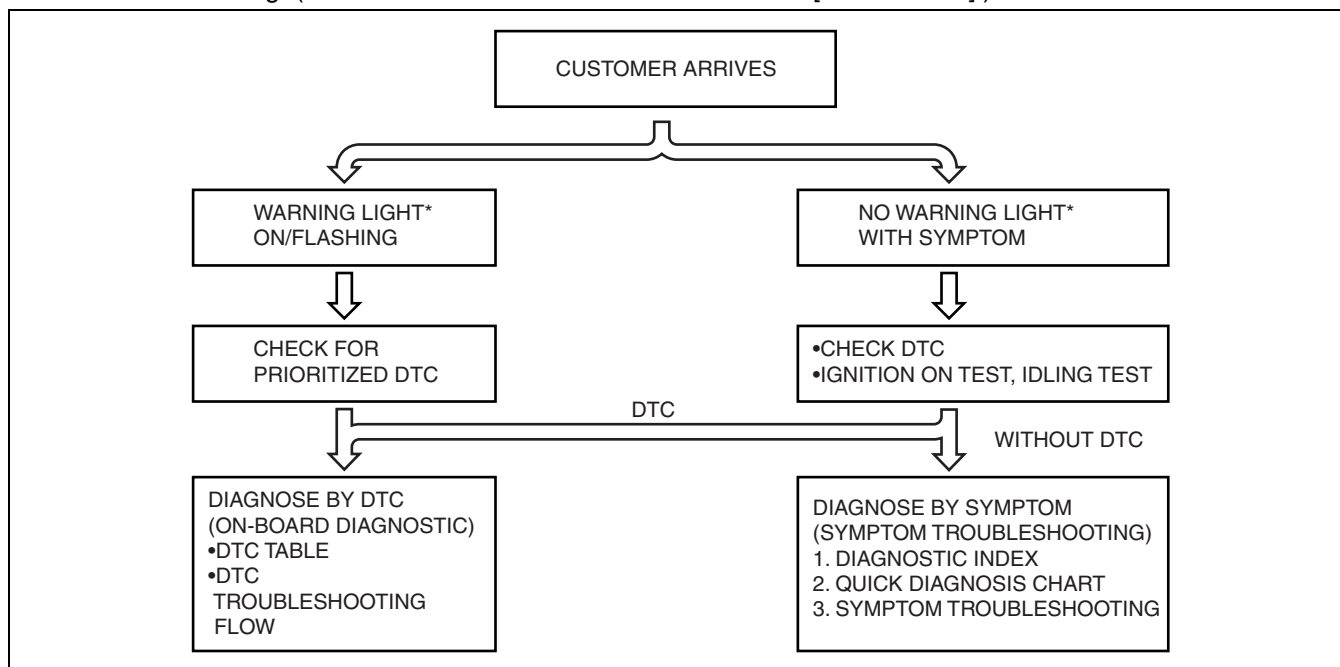 CUSTOMER ARRIVES
WARNING LIGHT*
ON/FLASHING
NO WARNING LIGHT*
WITH SYMPTOM
CHECK FOR
PRIORITIZED DTC
•CHECK DTC
•IGNITION ON TEST, IDLING TEST
DTC
WITHOUT DTC
DIAGNOSE BY DTC
(ON-BOARD DIAGNOSTIC)
•DTC TABLE
•DTC
TROUBLESHOOTING
FLOW
DIAGNOSE BY SYMPTOM
(SYMPTOM TROUBLESHOOTING)
1. DIAGNOSTIC INDEX
2. QUICK DIAGNOSIS CHART
3. SYMPTOM TROUBLESHOOTING